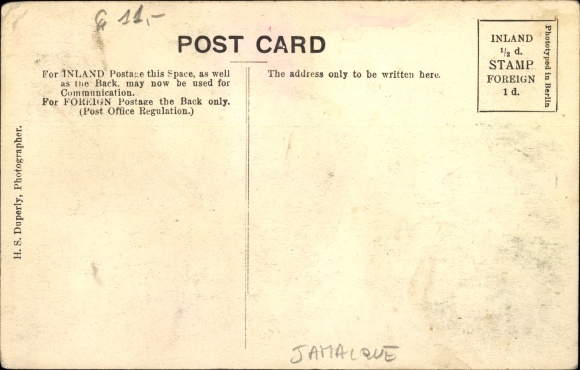 11,-
POST CARD
For INLAND Postage this Space, as well
as the Back, may now be used for
Communication.
For FOREIGN Postage the Back only.
(Post Office Regulation.)
The address only to be written here.
INLAND
½ d.
STAMP
FOREIGN
1 d.
Phototyped in Berlin
H. S. Duperly, Photographer.
JAMAIQUE